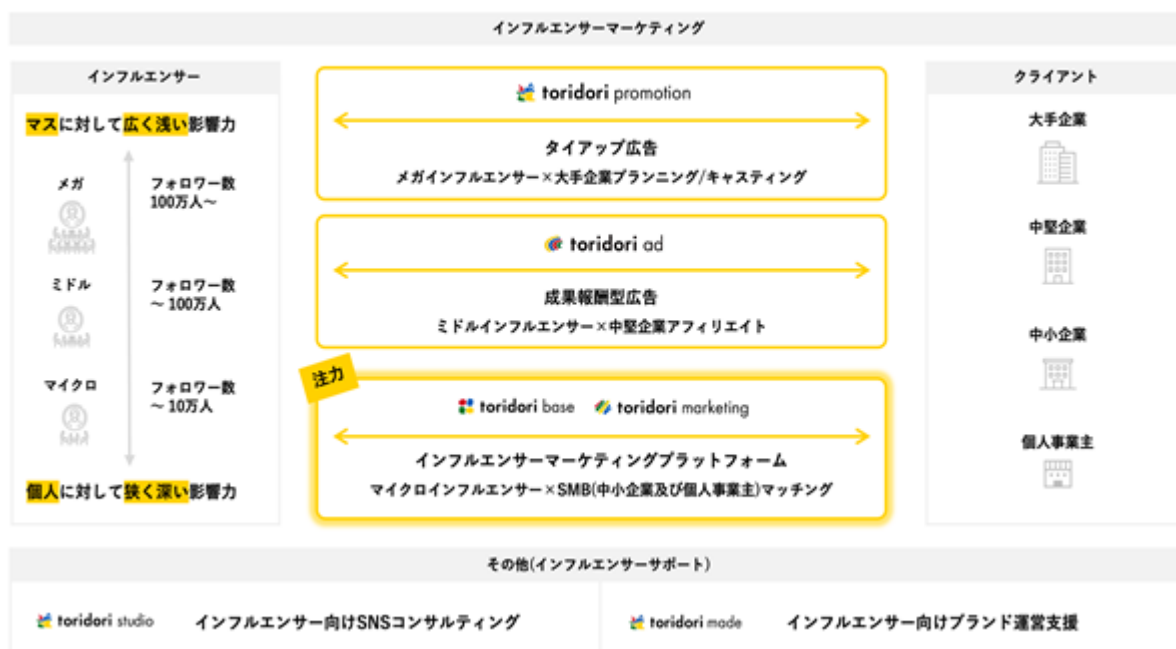 インフルエンサーマーケティング
インフルエンサー
マスに対して広く浅い影響力
メガ
フォロワー数
100万人～
ミドル
フォロワー数
～ 100万人
マイクロ
フォロワー数
～ 10万人
個人に対して狭く深い影響力
toridori promotion
タイアップ広告
メガインフルエンサー×大手企業プランニング/キャスティング
toridori ad
成果報酬型広告
ミドルインフルエンサー×中堅企業アフィリエイト
注力
toridori base toridori marketing
インフルエンサーマーケティングプラットフォーム
マイクロインフルエンサー×SMB(中小企業及び個人事業主)マッチング
クライアント
大手企業
中堅企業
中小企業
個人事業主
その他(インフルエンサーサポート)
toridori studio インフルエンサー向けSNSコンサルティング
toridori made インフルエンサー向けブランド運営支援